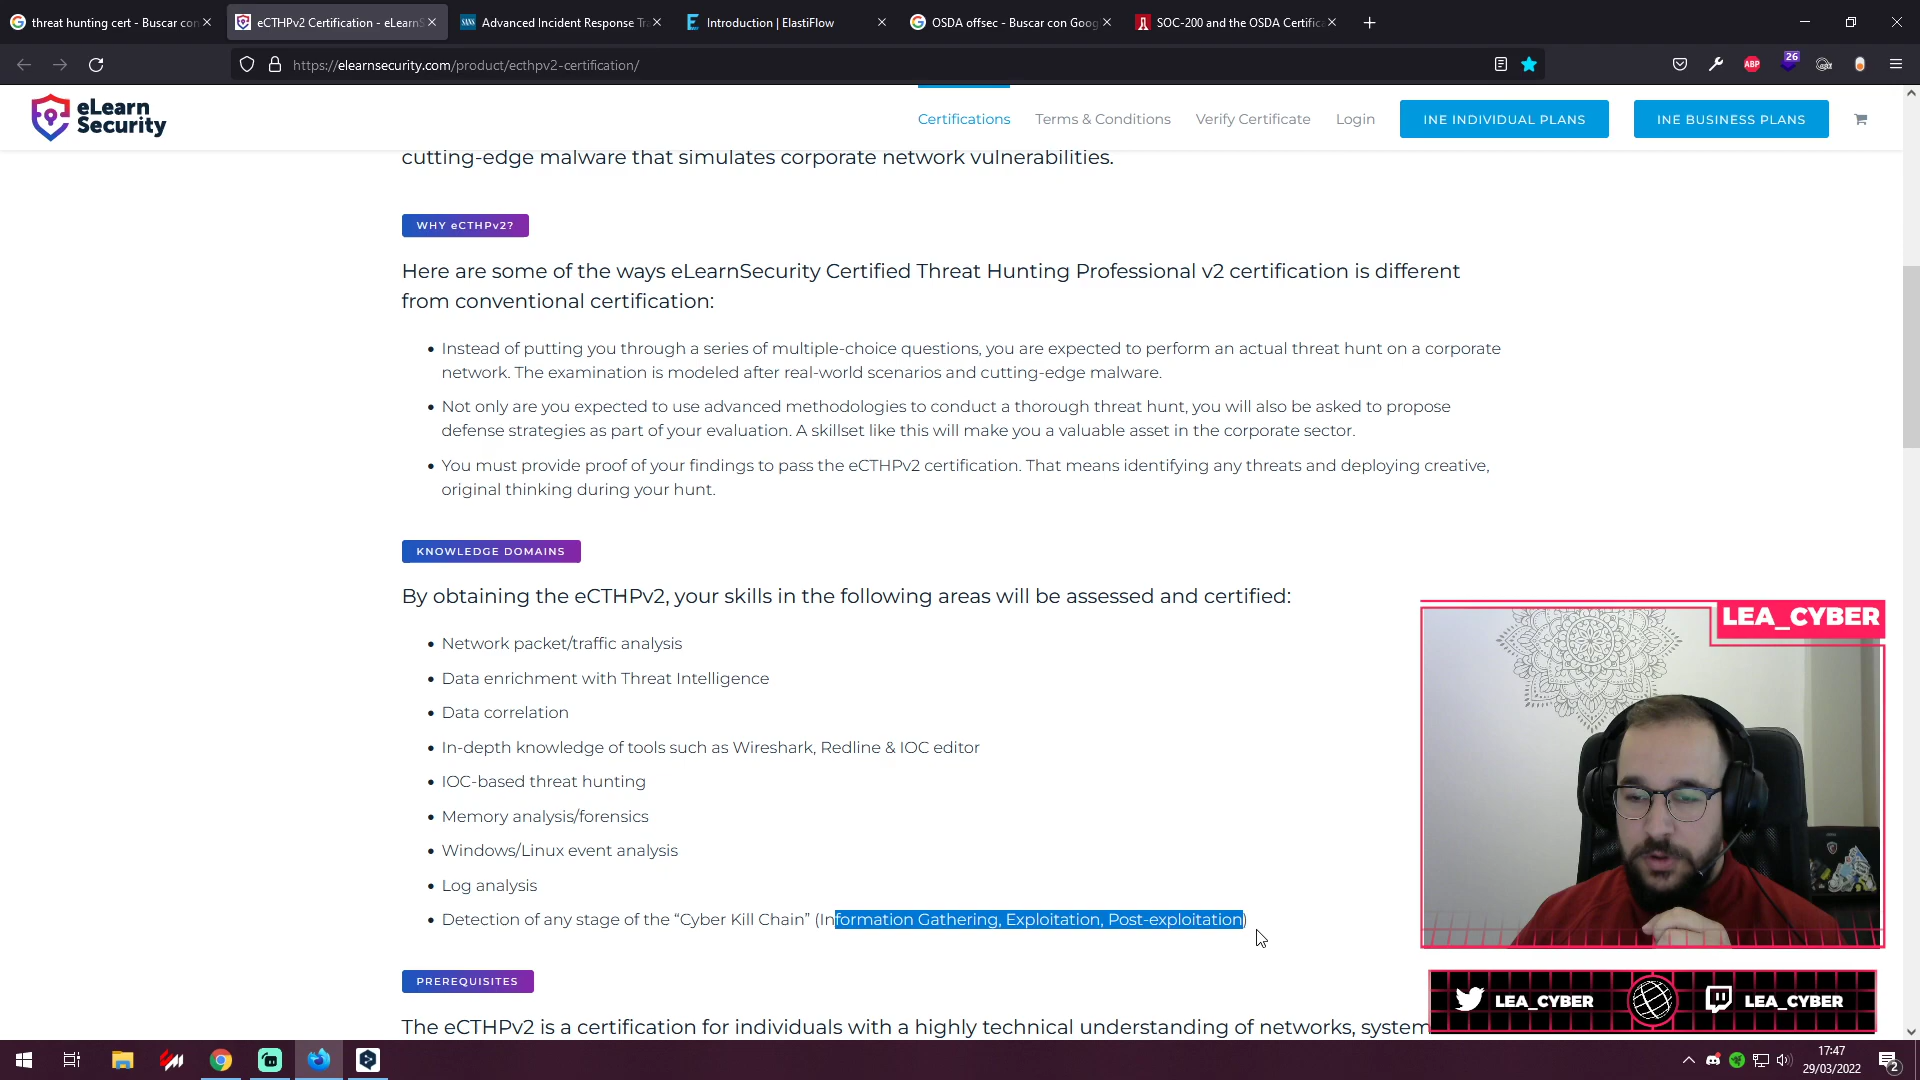 threat hunting cert - Buscar con
eCTHPv2 Certification - eLearnS
Advanced Incident Response Tra
Introduction | ElastiFlow
OSDA offsec - Buscar con Goog
SOC-200 and the OSDA Certifica
https://elearnsecurity.com/product/ecthpv2-certification/
ABP
26
eLearn
Security
Certifications
Terms & Conditions
Verify Certificate
Login
INE INDIVIDUAL PLANS
INE BUSINESS PLANS
cutting-edge malware that simulates corporate network vulnerabilities.
WHY eCTHPv2?
Here are some of the ways eLearnSecurity Certified Threat Hunting Professional v2 certification is different
from conventional certification:
• Instead of putting you through a series of multiple-choice questions, you are expected to perform an actual threat hunt on a corporate
network. The examination is modeled after real-world scenarios and cutting-edge malware.
• Not only are you expected to use advanced methodologies to conduct a thorough threat hunt, you will also be asked to propose
defense strategies as part of your evaluation. A skillset like this will make you a valuable asset in the corporate sector.
• You must provide proof of your findings to pass the eCTHPv2 certification. That means identifying any threats and deploying creative,
original thinking during your hunt.
KNOWLEDGE DOMAINS
By obtaining the eCTHPv2, your skills in the following areas will be assessed and certified:
• Network packet/traffic analysis
• Data enrichment with Threat Intelligence
• Data correlation
• In-depth knowledge of tools such as Wireshark, Redline & IOC editor
• IOC-based threat hunting
• Memory analysis/forensics
• Windows/Linux event analysis
• Log analysis
• Detection of any stage of the “Cyber Kill Chain” (Information Gathering, Exploitation, Post-exploitation)
PREREQUISITES
The eCTHPv2 is a certification for individuals with a highly technical understanding of networks, system
LEA_CYBER
LEA_CYBER
LEA_CYBER
17:47
29/03/2022
2